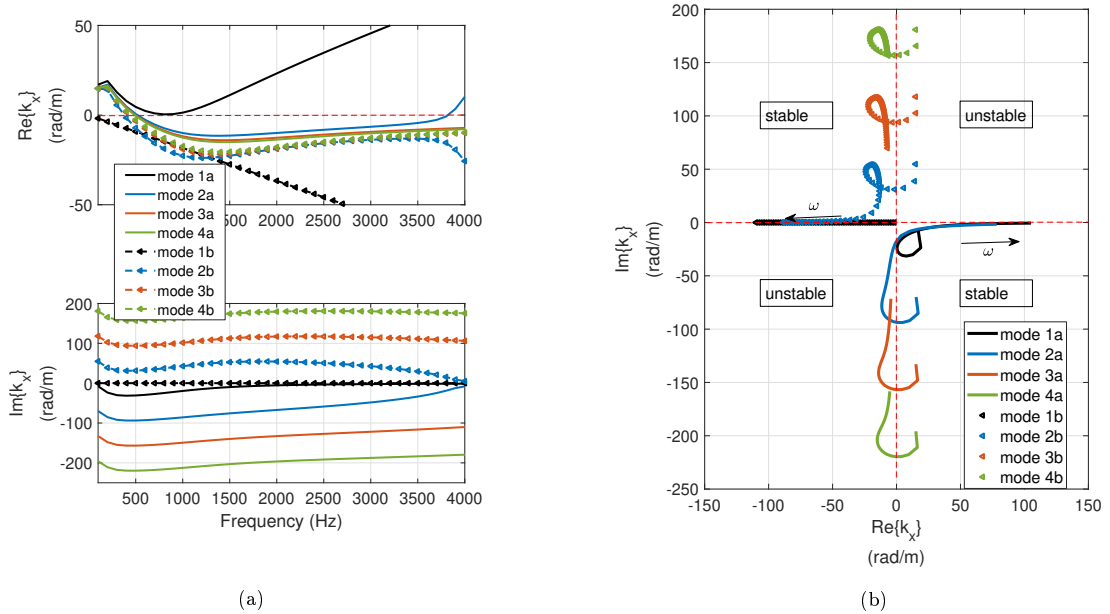 50
0
-50
Re{k_x}
(rad/m)
500 1000 1500 2000 2500 3000 3500 4000
mode 1a
mode 2a
mode 3a
mode 4a
mode 1b
mode 2b
mode 3b
mode 4b
200
100
0
-100
-200
Im{k_x}
(rad/m)
500 1000 1500 2000 2500 3000 3500 4000
Frequency (Hz)
(a)
200
150
100
50
0
-50
-100
-150
-200
-250
Im{k_x}
(rad/m)
stable
unstable
ω
ω
unstable
stable
mode 1a
mode 2a
mode 3a
mode 4a
mode 1b
mode 2b
mode 3b
mode 4b
-150 -100 -50 0 50 100 150
Re{k_x}
(rad/m)
(b)